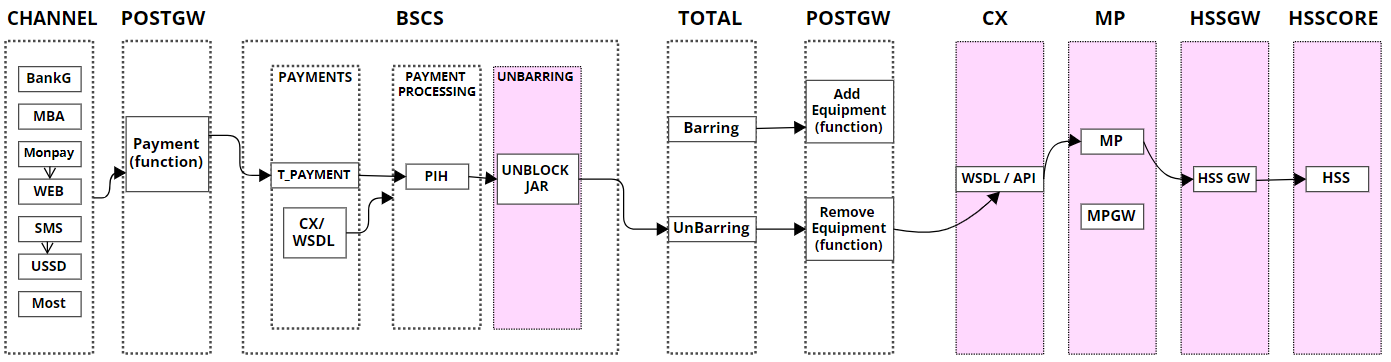 CHANNEL
POSTGW
BSCS
TOTAL
POSTGW
CX
MP
HSSGW
HSSCORE
BankG
MBA
Monpay
WEB
SMS
USSD
Most
Payment
(function)
PAYMENTS
T_PAYMENT
CX/
WSDL
PAYMENT
PROCESSING
PIH
UNBARRING
UNBLOCK
JAR
Barring
UnBarring
Add
Equipment
(function)
Remove
Equipment
(function)
WSDL / API
MP
MPGW
HSS GW
HSS